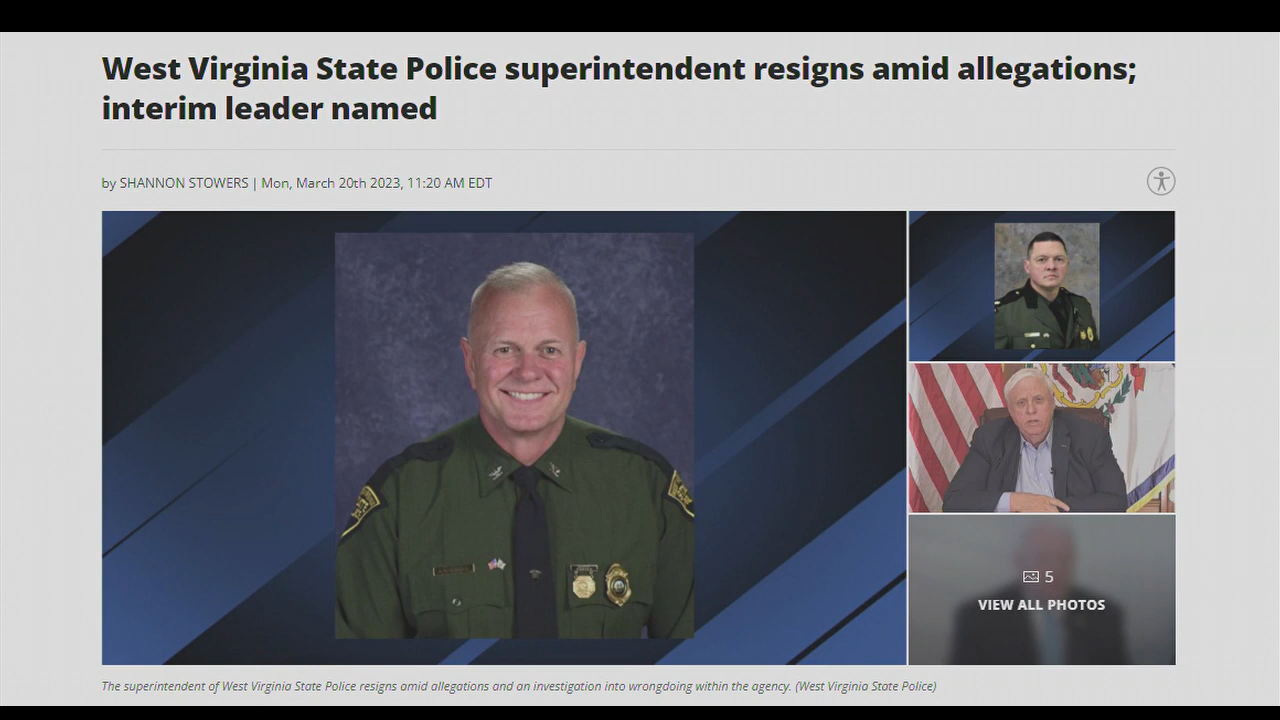 West Virginia State Police superintendent resigns amid allegations;
interim leader named
by SHANNON STOWERS | Mon, March 20th 2023, 11:20 AM EDT
5
VIEW ALL PHOTOS
The superintendent of West Virginia State Police resigns amid allegations and an investigation into wrongdoing within the agency. (West Virginia State Police)